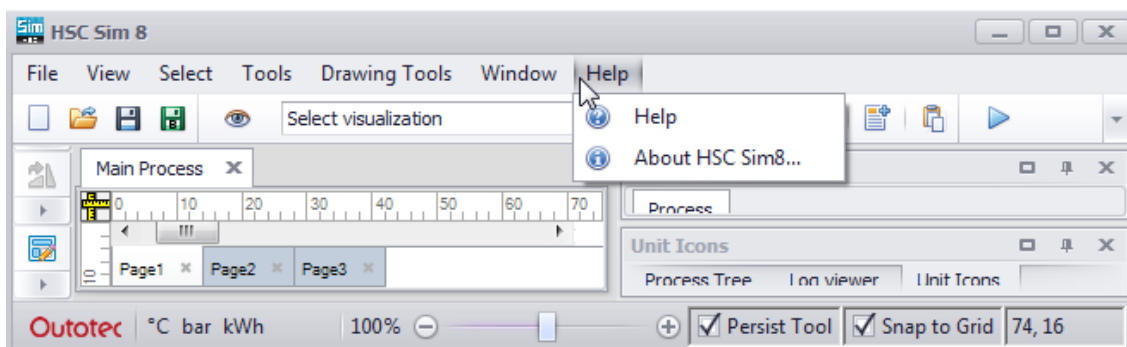 Sim HSC Sim 8
File View Select Tools Drawing Tools Window Help
Select visualization
Help
About HSC Sim8...
Main Process
0 10 20 30 40 50 60 70
10
Page1 Page2 Page3
Process
Unit Icons
Process Tree Log viewer Unit Icons
Outotec °C bar kWh 100% Persist Tool Snap to Grid 74, 16